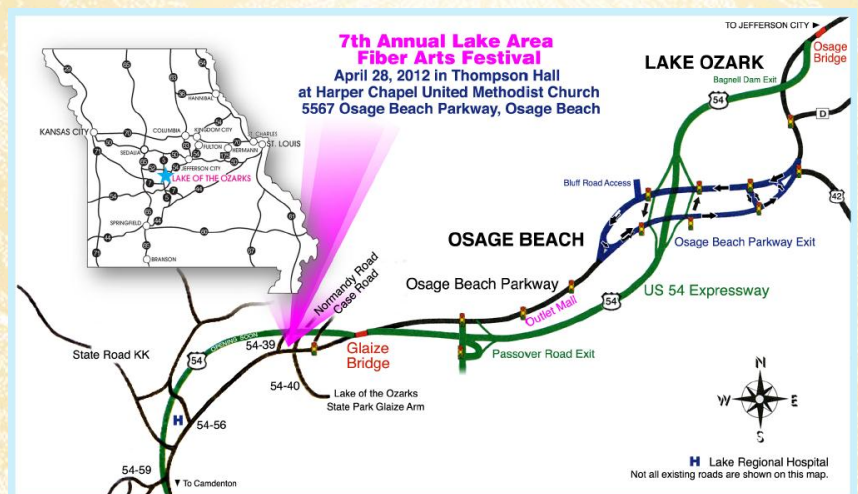 TO JEFFERSON CITY
7th Annual Lake Area
Fiber Arts Festival
April 28, 2012 in Thompson Hall
at Harper Chapel United Methodist Church
5567 Osage Beach Parkway, Osage Beach
LAKE OZARK
Osage
Bridge
Bagnell Dam Exit
54
D
HANNIBAL
KANSAS CITY
COLUMBIA
KINGDOM CITY
ST. CHARLES
FULTON
HERMANN
ST. LOUIS
SEDALIA
JEFFERSON CITY
LAKE OF THE OZARKS
SPRINGFIELD
BRANSON
Bluff Road Access
42
OSAGE BEACH
Osage Beach Parkway Exit
Normandy Road
Case Road
Osage Beach Parkway
US 54 Expressway
54
Outlet Mall
OPENING SOON
54-39
Glaize
Bridge
Passover Road Exit
State Road KK
54
54-40
Lake of the Ozarks
State Park Glaize Arm
N
W
E
S
H
54-56
54-59
To Camdenton
H Lake Regional Hospital
Not all existing roads are shown on this map.